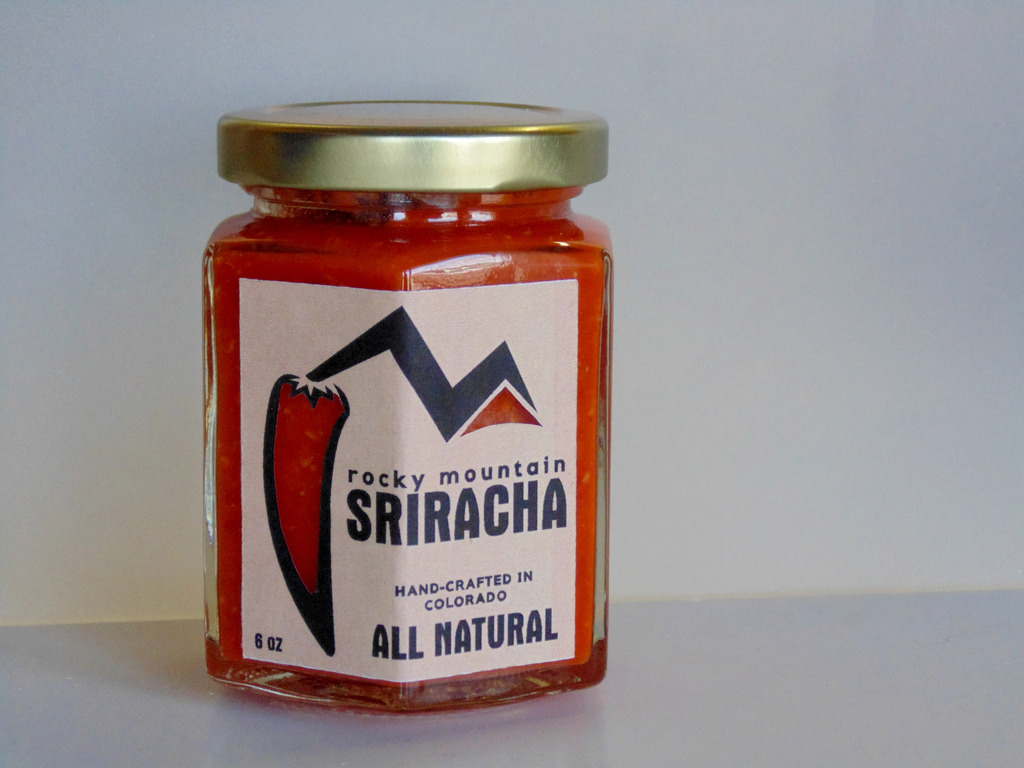 rocky mountain
SRIRACHA
HAND-CRAFTED IN
COLORADO
ALL NATURAL
6 OZ